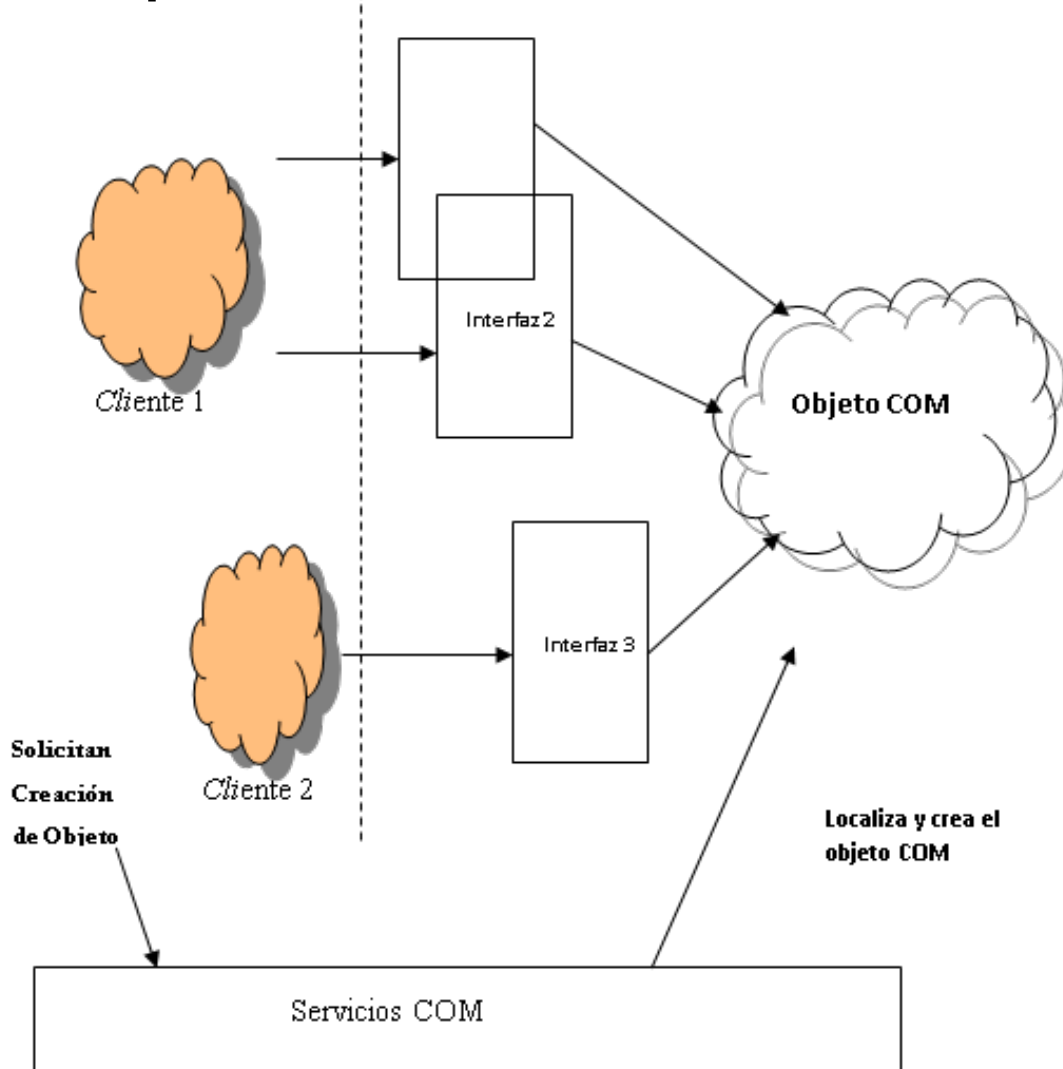 Interfaz 2
Cliente 1
Objeto COM
Interfaz 3
Cliente 2
Solicitan
Creación
de Objeto
Localiza y crea el
objeto COM
Servicios COM